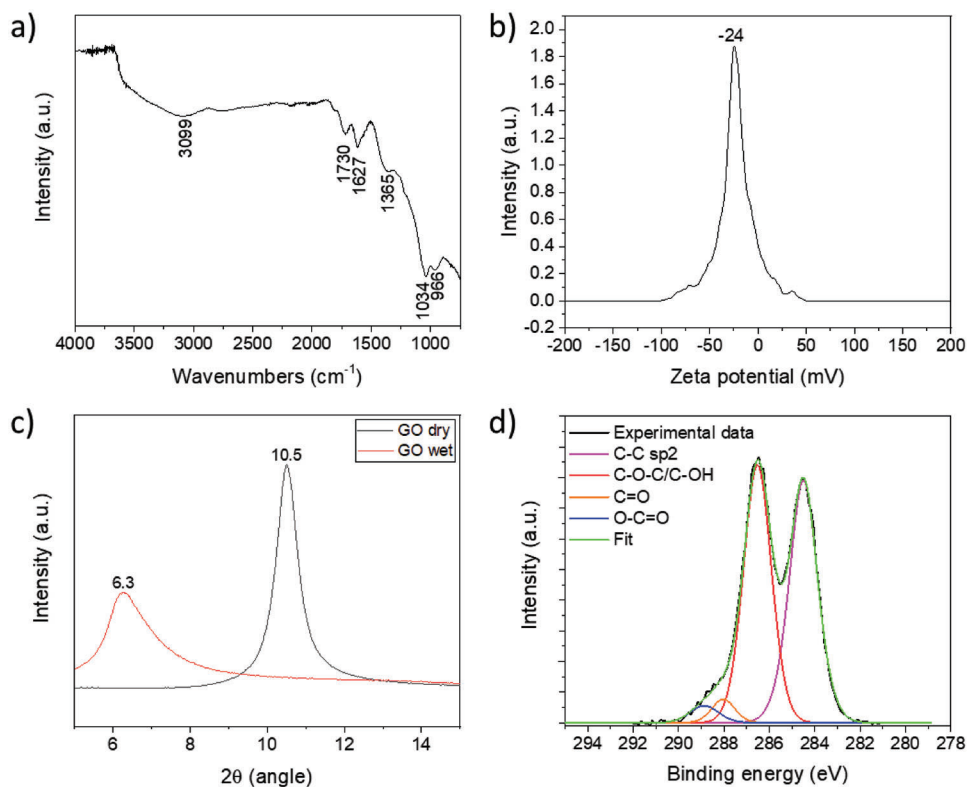 a)
Intensity (a.u.)
3099
1730
1627
1365
1034
966
4000 3500 3000 2500 2000 1500 1000
Wavenumbers (cm⁻¹)
b)
Intensity (a.u.)
2.0
1.8
1.6
1.4
1.2
1.0
0.8
0.6
0.4
0.2
0.0
-0.2
-24
-200 -150 -100 -50 0 50 100 150 200
Zeta potential (mV)
c)
Intensity (a.u.)
GO dry
GO wet
10.5
6.3
6 8 10 12 14
2θ (angle)
d)
Intensity (a.u.)
Experimental data
C-C sp2
C-O-C/C-OH
C=O
O-C=O
Fit
294 292 290 288 286 284 282 280 278
Binding energy (eV)